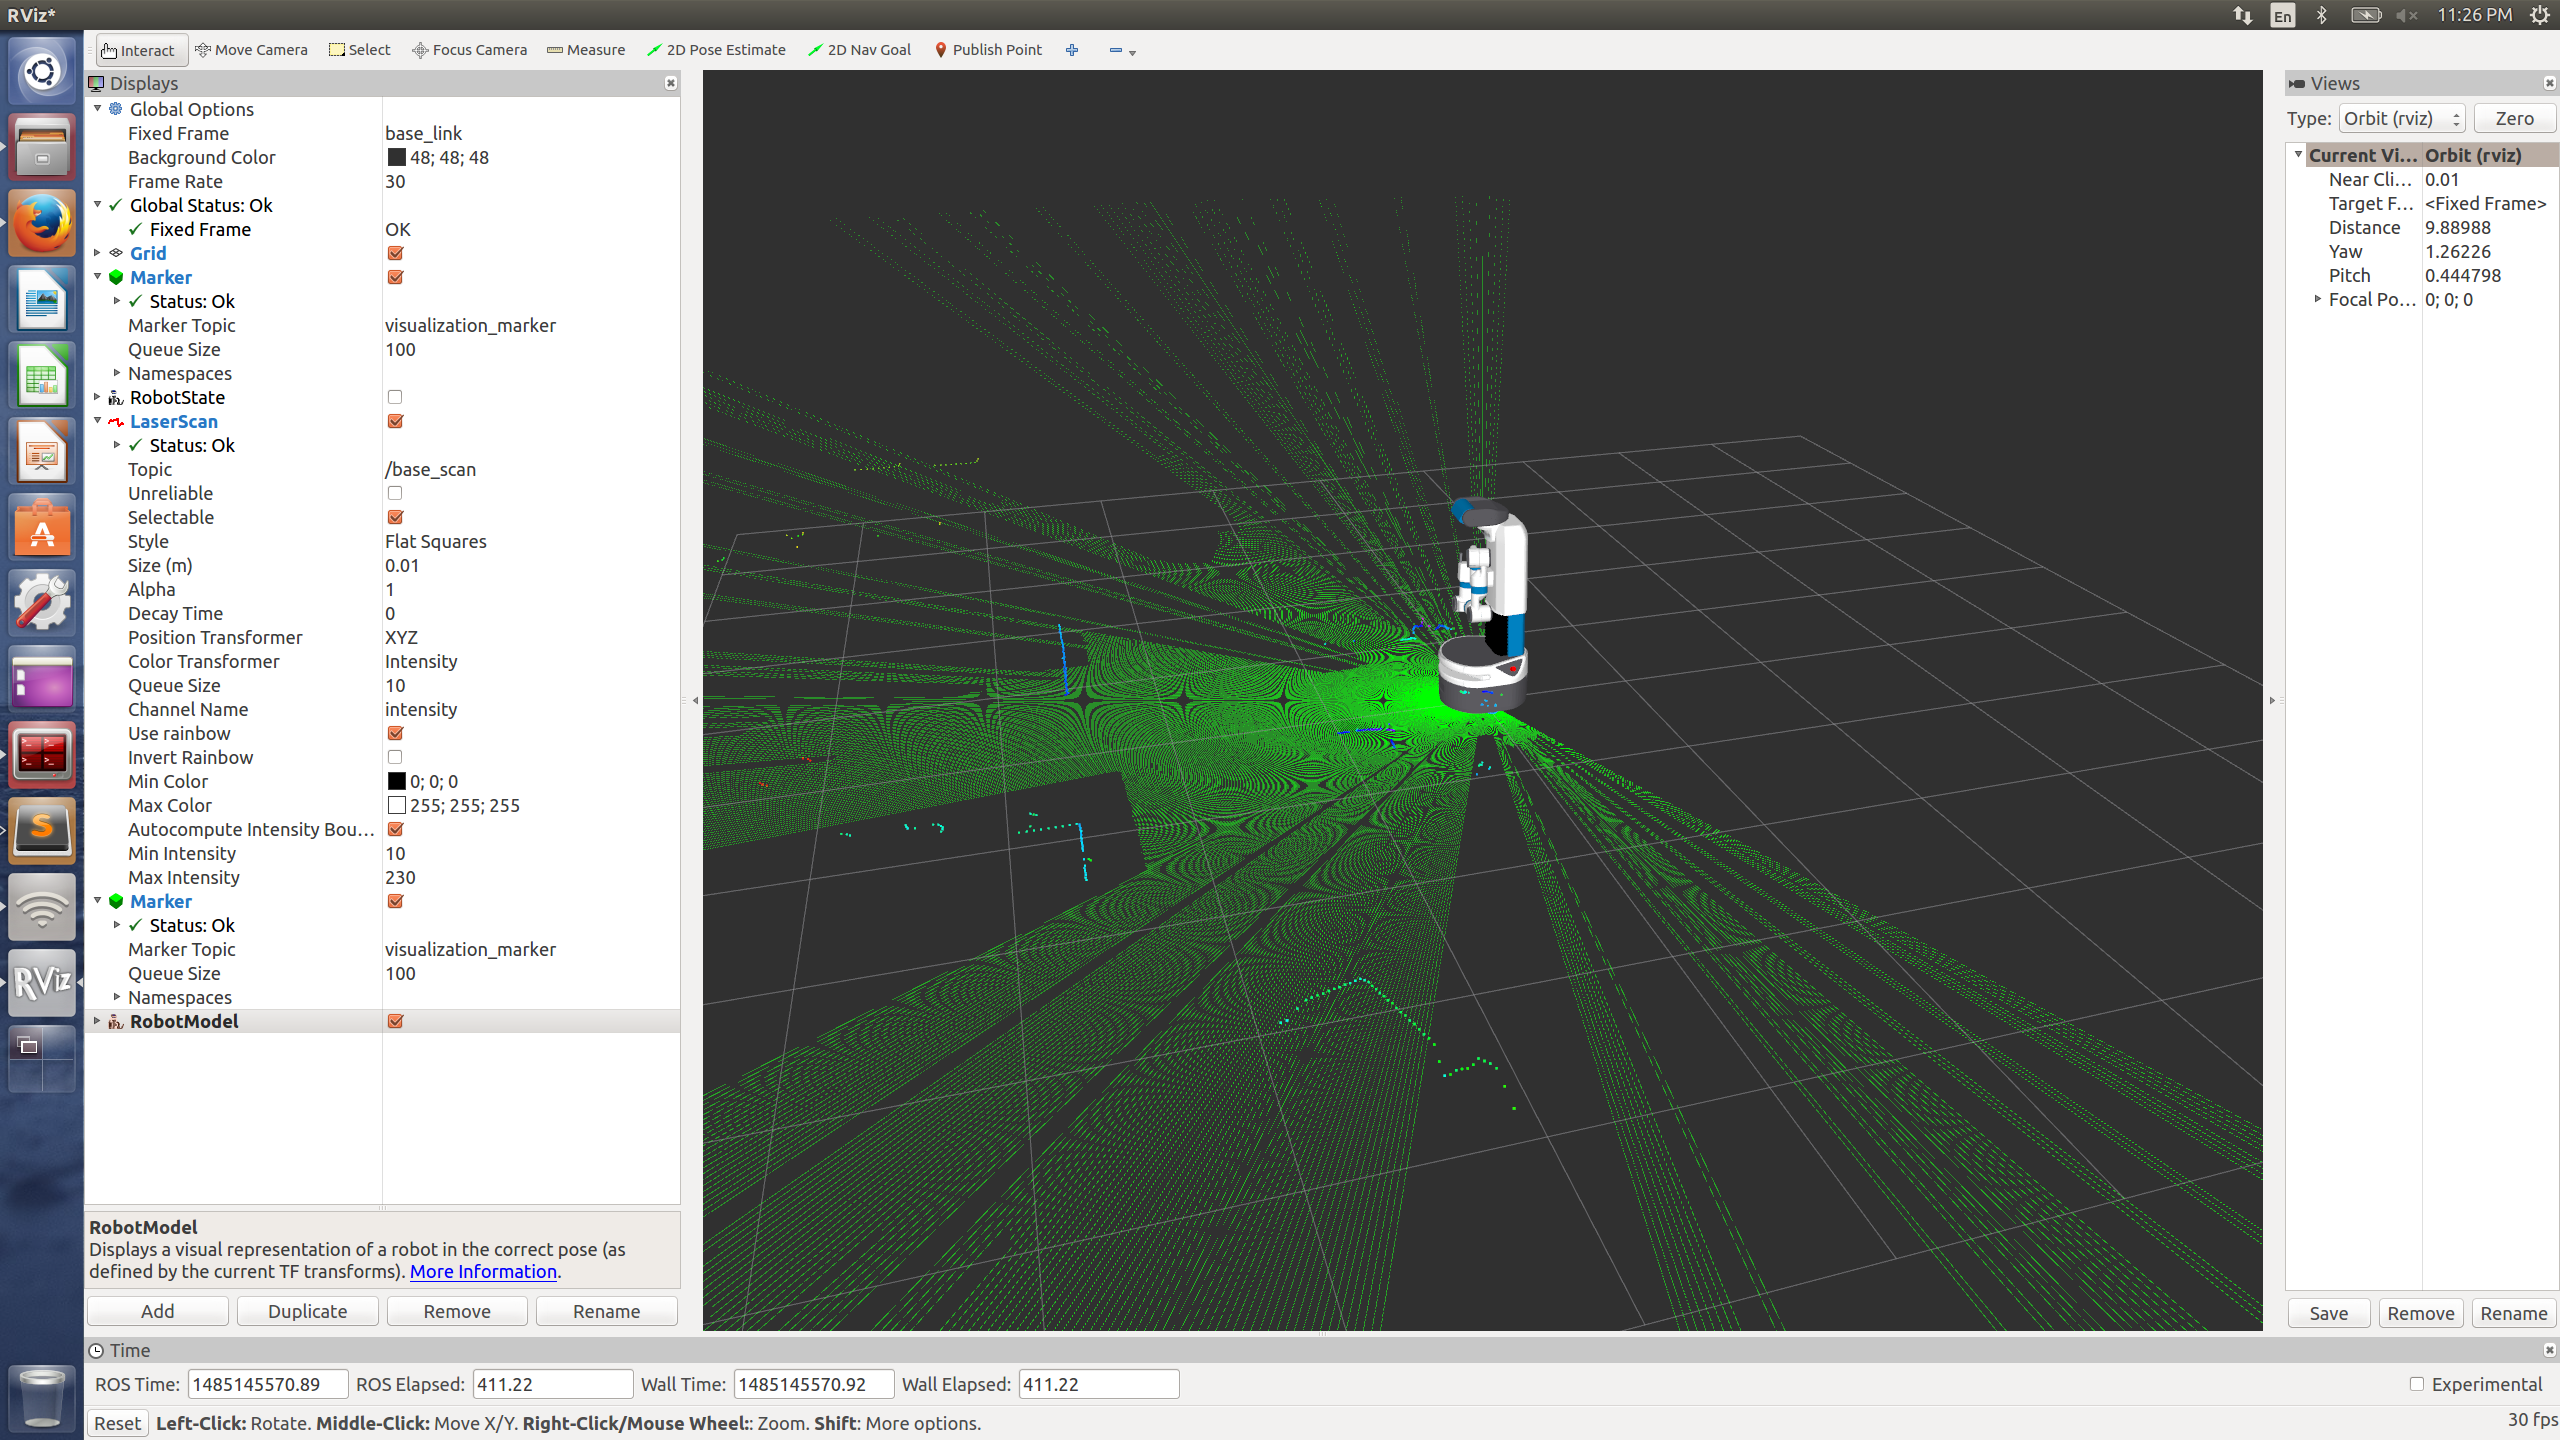 RViz*
En
11:26 PM
Interact Move Camera Select Focus Camera Measure 2D Pose Estimate 2D Nav Goal Publish Point
Displays
Global Options
Fixed Frame base_link
Background Color 48; 48; 48
Frame Rate 30
Global Status: Ok
Fixed Frame OK
Grid
Marker
Status: Ok
Marker Topic visualization_marker
Queue Size 100
Namespaces
RobotState
LaserScan
Status: Ok
Topic /base_scan
Unreliable
Selectable
Style Flat Squares
Size (m) 0.01
Alpha 1
Decay Time 0
Position Transformer XYZ
Color Transformer Intensity
Queue Size 10
Channel Name intensity
Use rainbow
Invert Rainbow
Min Color 0; 0; 0
Max Color 255; 255; 255
Autocompute Intensity Bou...
Min Intensity 10
Max Intensity 230
Marker
Status: Ok
Marker Topic visualization_marker
Queue Size 100
Namespaces
RobotModel
RobotModel
Displays a visual representation of a robot in the correct pose (as
defined by the current TF transforms). More Information.
Add Duplicate Remove Rename
Views
Type: Orbit (rviz) Zero
Current Vi... Orbit (rviz)
Near Cli... 0.01
Target F... <Fixed Frame>
Distance 9.88988
Yaw 1.26226
Pitch 0.444798
Focal Po... 0; 0; 0
Save Remove Rename
Time
ROS Time: 1485145570.89 ROS Elapsed: 411.22 Wall Time: 1485145570.92 Wall Elapsed: 411.22 Experimental
Reset Left-Click: Rotate. Middle-Click: Move X/Y. Right-Click/Mouse Wheel:: Zoom. Shift: More options. 30 fps
A
S
RViz